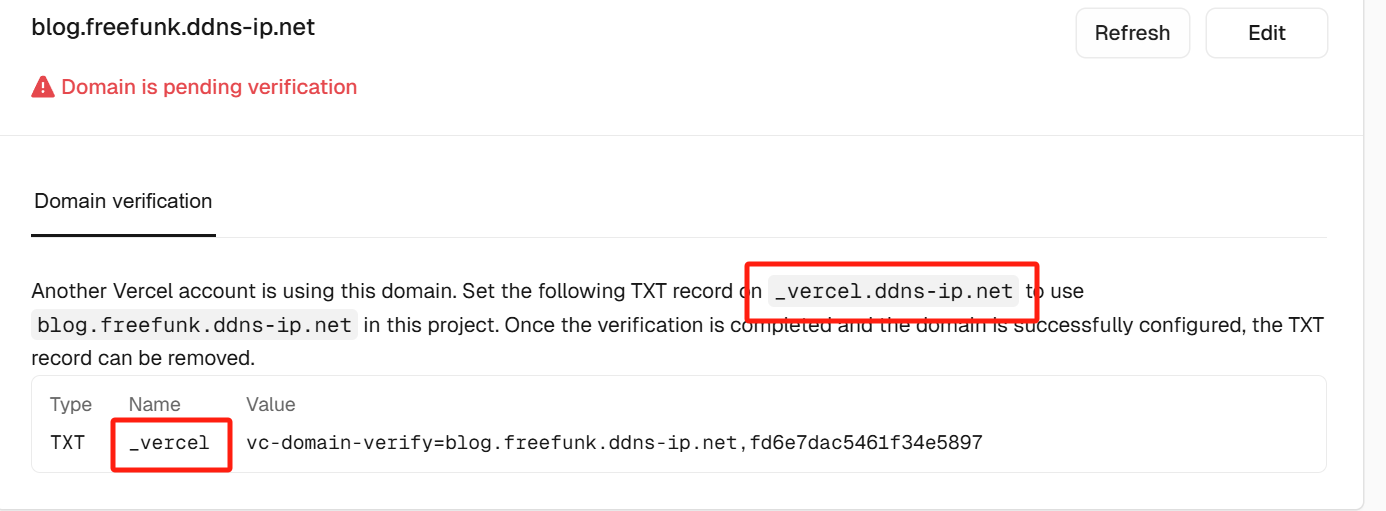 blog.freefunk.ddns-ip.net
Refresh
Edit
Domain is pending verification
Domain verification
Another Vercel account is using this domain. Set the following TXT record on _vercel.ddns-ip.net to use
blog.freefunk.ddns-ip.net in this project. Once the verification is completed and the domain is successfully configured, the TXT
record can be removed.
Type Name Value
TXT _vercel vc-domain-verify=blog.freefunk.ddns-ip.net,fd6e7dac5461f34e5897